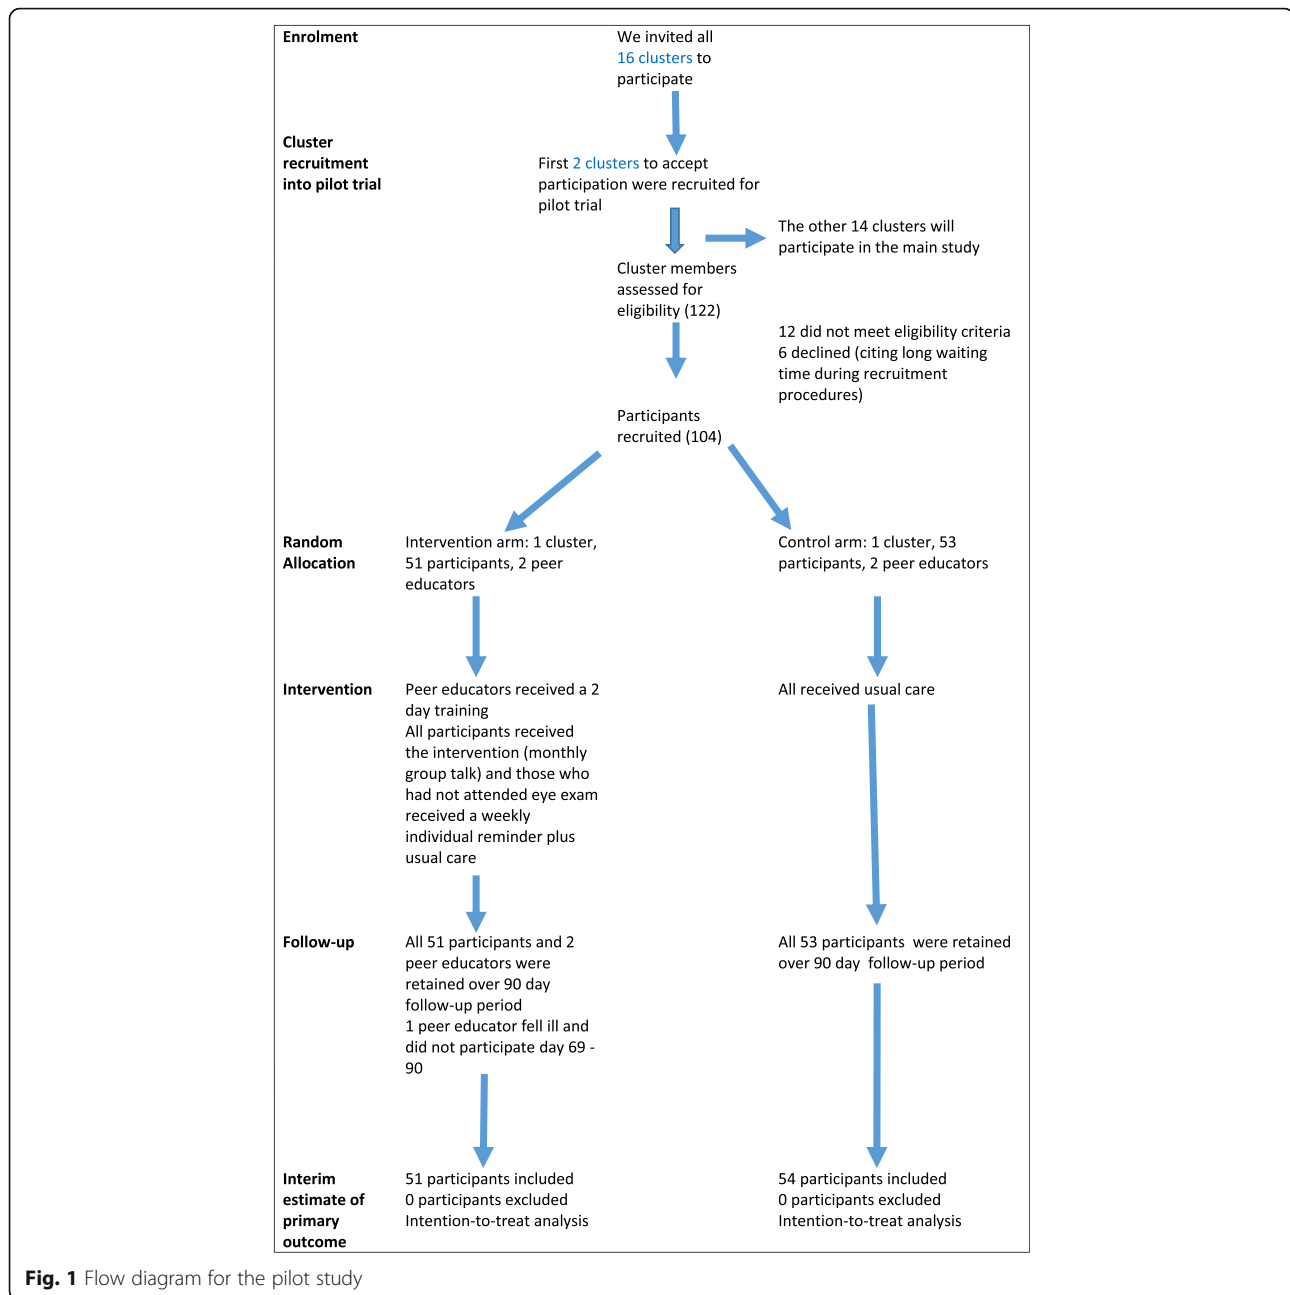 Enrolment
We invited all
16 clusters to
participate
Cluster
recruitment
into pilot trial
First 2 clusters to accept
participation were recruited for
pilot trial
The other 14 clusters will
participate in the main study
Cluster members
assessed for
eligibility (122)
12 did not meet eligibility criteria
6 declined (citing long waiting
time during recruitment
procedures)
Participants
recruited (104)
Random
Allocation
Intervention arm: 1 cluster,
51 participants, 2 peer
educators
Control arm: 1 cluster, 53
participants, 2 peer educators
Intervention
Peer educators received a 2
day training
All participants received
the intervention (monthly
group talk) and those who
had not attended eye exam
received a weekly
individual reminder plus
usual care
All received usual care
Follow-up
All 51 participants and 2
peer educators were
retained over 90 day
follow-up period
1 peer educator fell ill and
did not participate day 69 -
90
All 53 participants were retained
over 90 day follow-up period
Interim
estimate of
primary
outcome
51 participants included
0 participants excluded
Intention-to-treat analysis
54 participants included
0 participants excluded
Intention-to-treat analysis
Fig. 1 Flow diagram for the pilot study